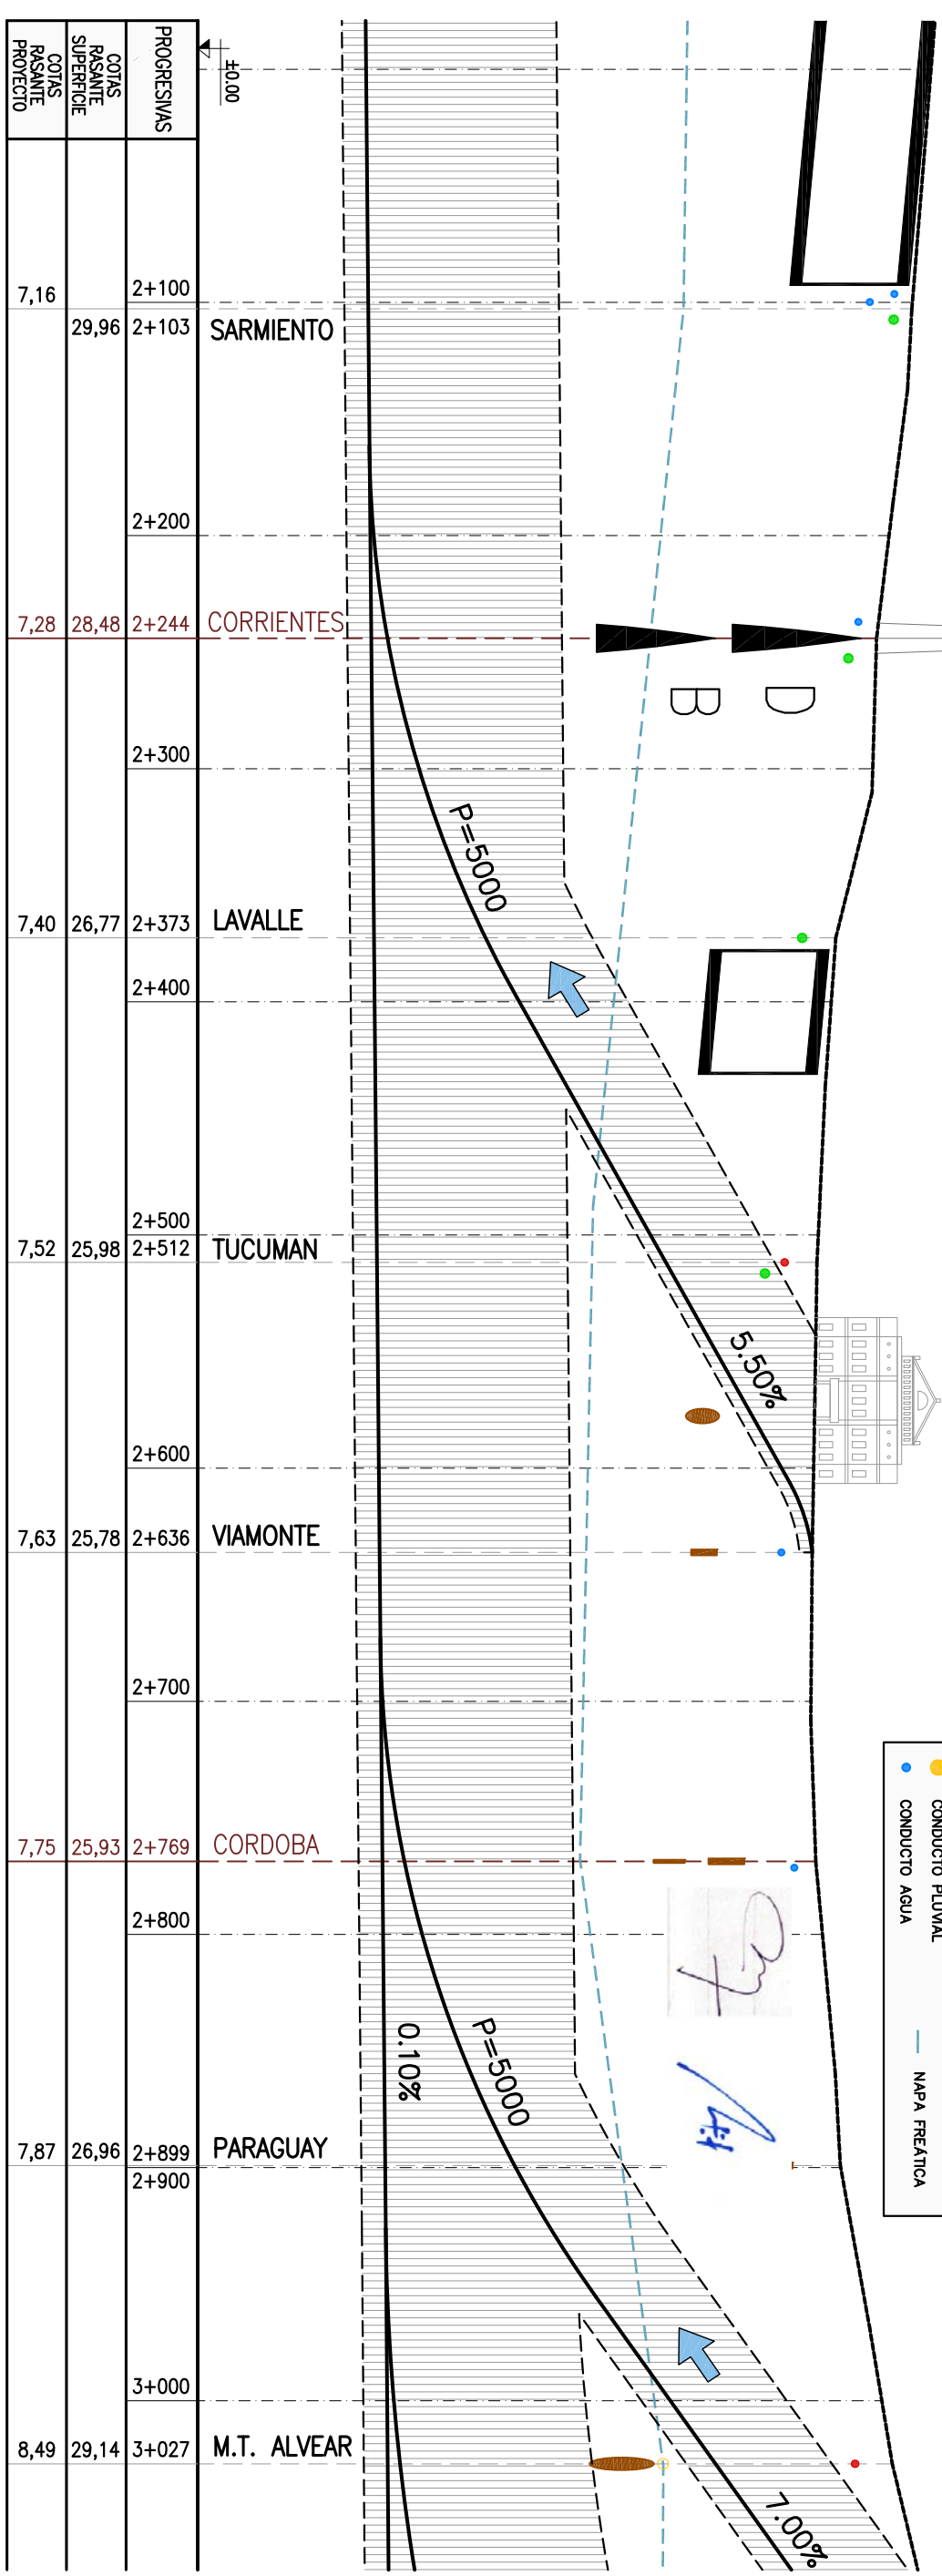 ±0.00
PROGRESIVAS
COTAS RASANTE SUPERFICIE
COTAS RASANTE PROYECTO
2+100
7,16
SARMIENTO
2+103
29,96
2+200
CORRIENTES
2+244
28,48
7,28
D
B
2+300
P=5000
LAVALLE
2+373
26,77
7,40
2+400
2+500
TUCUMAN
2+512
25,98
7,52
5.50%
2+600
VIAMONTE
2+636
25,78
7,63
2+700
CONDUCTO PLUVIAL
CONDUCTO AGUA
NAPA FREÁTICA
CORDOBA
2+769
25,93
7,75
2+800
P=5000
0.10%
PARAGUAY
2+899
26,96
7,87
2+900
3+000
M.T. ALVEAR
3+027
29,14
8,49
7.00%